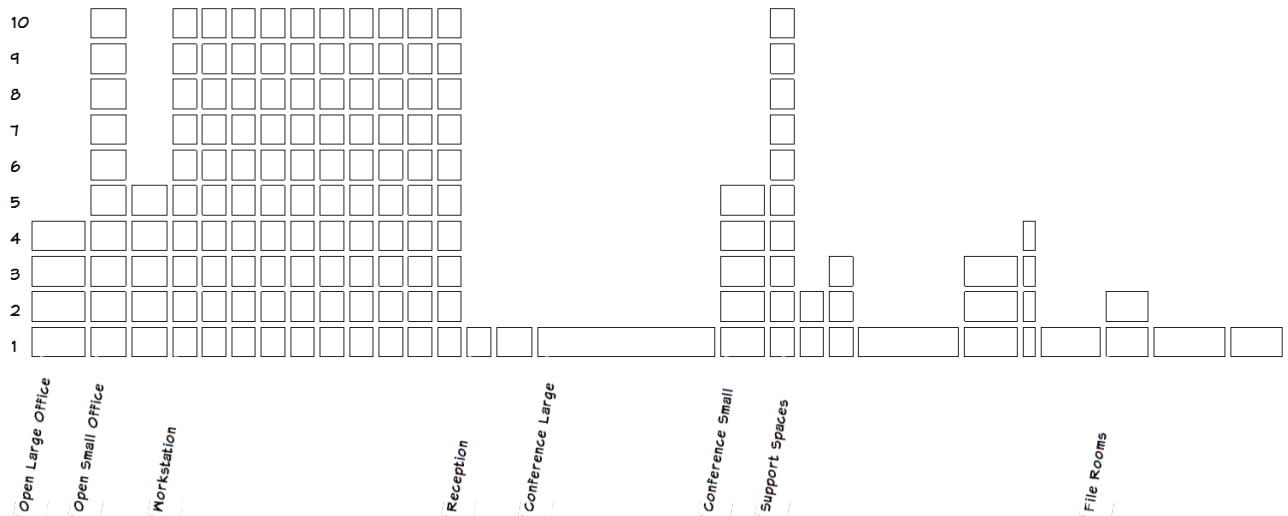 10
9
8
7
6
5
4
3
2
1
Open Large Office
Open Small Office
Workstation
Reception
Conference Large
Conference Small
Support Spaces
File Rooms